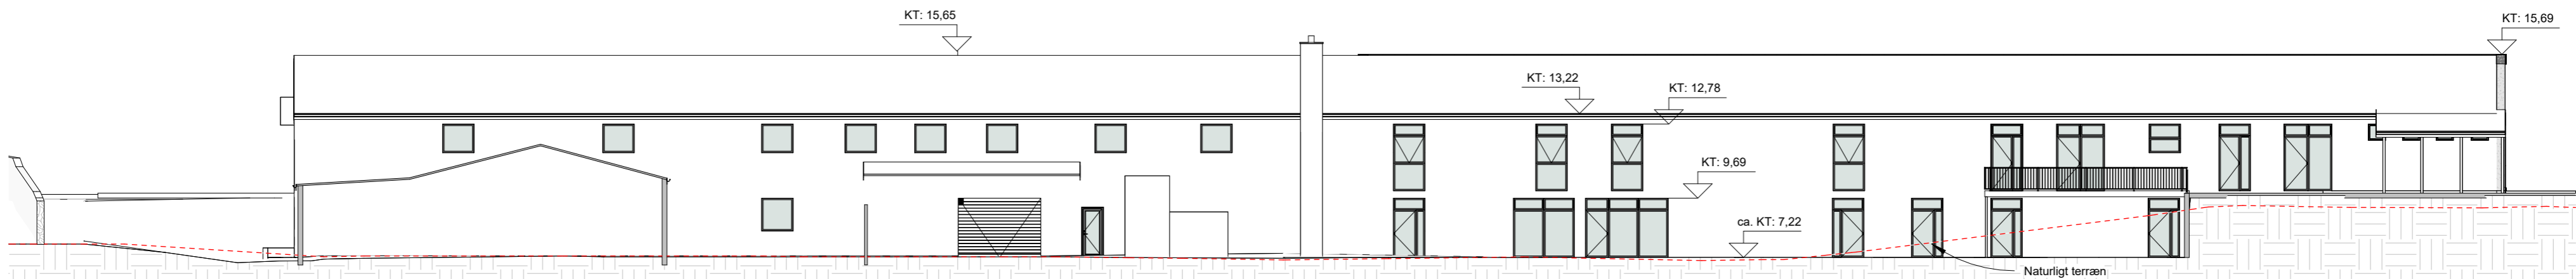 KT: 15,65
KT: 15,69
KT: 13,22
KT: 12,78
KT: 9,69
ca. KT: 7,22
Naturligt terræn